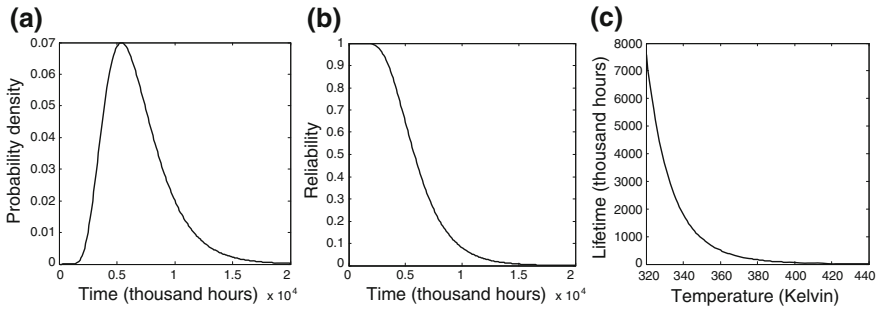 (a)
Probability density
0.07
0.06
0.05
0.04
0.03
0.02
0.01
0
0 0.5 1 1.5 2
Time (thousand hours) × 10⁴
(b)
Reliability
1
0.9
0.8
0.7
0.6
0.5
0.4
0.3
0.2
0.1
0
0 0.5 1 1.5 2
Time (thousand hours) × 10⁴
(c)
Lifetime (thousand hours)
8000
7000
6000
5000
4000
3000
2000
1000
0
320 340 360 380 400 420 440
Temperature (Kelvin)